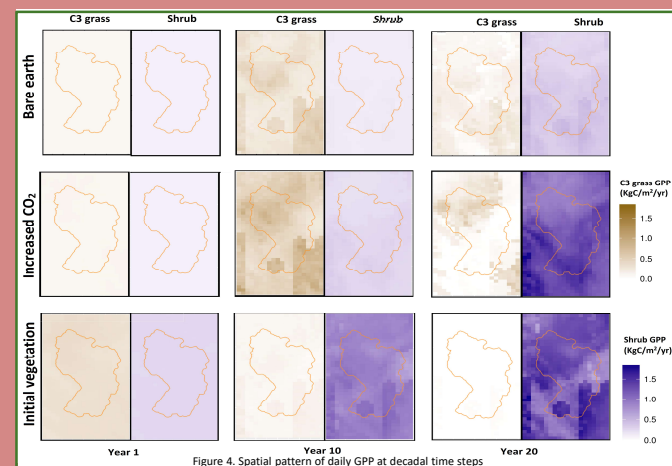 C3 grass Shrub C3 grass Shrub C3 grass Shrub
Bare earth
Increased CO₂
C3 grass GPP
(KgC/m²/yr)
1.5
1.0
0.5
0.0
Initial vegetation
Shrub GPP
(KgC/m²/yr)
1.5
1.0
0.5
0.0
Year 1 Year 10 Year 20
Figure 4. Spatial pattern of daily GPP at decadal time steps